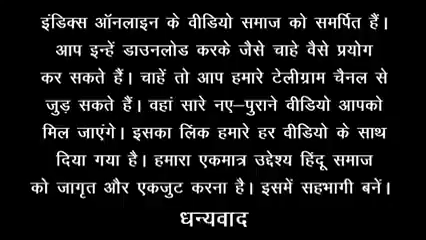 इंडिक्स ऑनलाइन के वीडियो समाज को समर्पित हैं।
आप इन्हें डाउनलोड करके जैसे चाहे वैसे प्रयोग
कर सकते हैं। चाहें तो आप हमारे टेलीग्राम चैनल से
जुड़ सकते हैं। वहां सारे नए–पुराने वीडियो आपको
मिल जाएंगे। इसका लिंक हमारे हर वीडियो के साथ
दिया गया है। हमारा एकमात्र उद्देश्य हिंदू समाज
को जागृत और एकजुट करना है। इसमें सहभागी बनें।
धन्यवाद